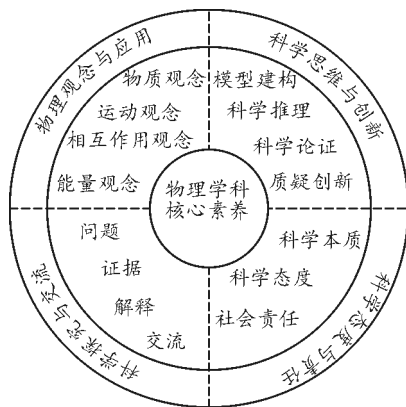 物理观念与应用
科学思维与创新
物质观念
模型建构
运动观念
科学推理
相互作用观念
科学论证
能量观念
质疑创新
物理学科
核心素养
问题
科学本质
证据
科学态度
解释
社会责任
交流
科学探究与交流
科学态度与责任